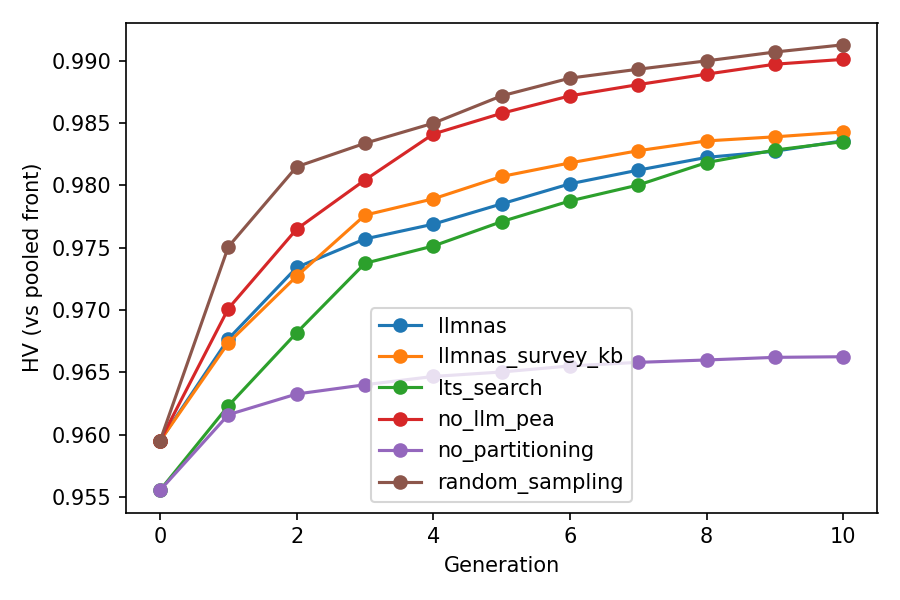 HV (vs pooled front)
0.990
0.985
0.980
0.975
0.970
0.965
0.960
0.955
llmnas
llmnas_survey_kb
lts_search
no_llm_pea
no_partitioning
random_sampling
0 2 4 6 8 10
Generation